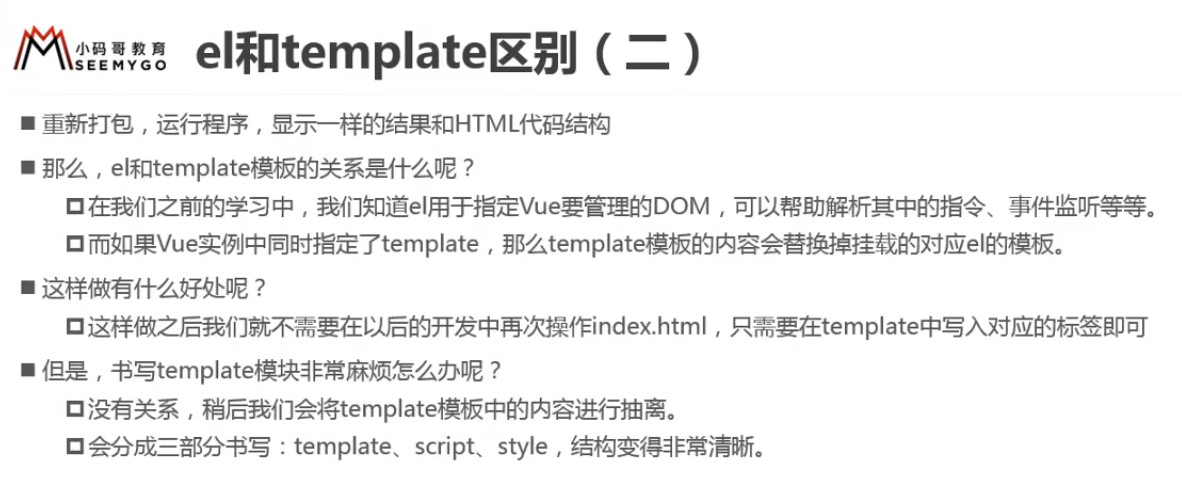 小码哥教育
SEEMYGO
el和template区别（二）
■ 重新打包，运行程序，显示一样的结果和HTML代码结构
■ 那么，el和template模板的关系是什么呢？
在我们之前的学习中，我们知道el用于指定Vue要管理的DOM，可以帮助解析其中的指令、事件监听等等。
而如果Vue实例中同时指定了template，那么template模板的内容会替换掉挂载的对应el的模板。
■ 这样做有什么好处呢？
这样做之后我们就不需要在以后的开发中再次操作index.html，只需要在template中写入对应的标签即可
■ 但是，书写template模块非常麻烦怎么办呢？
没有关系，稍后我们会将template模板中的内容进行抽离。
会分成三部分书写：template、script、style，结构变得非常清晰。